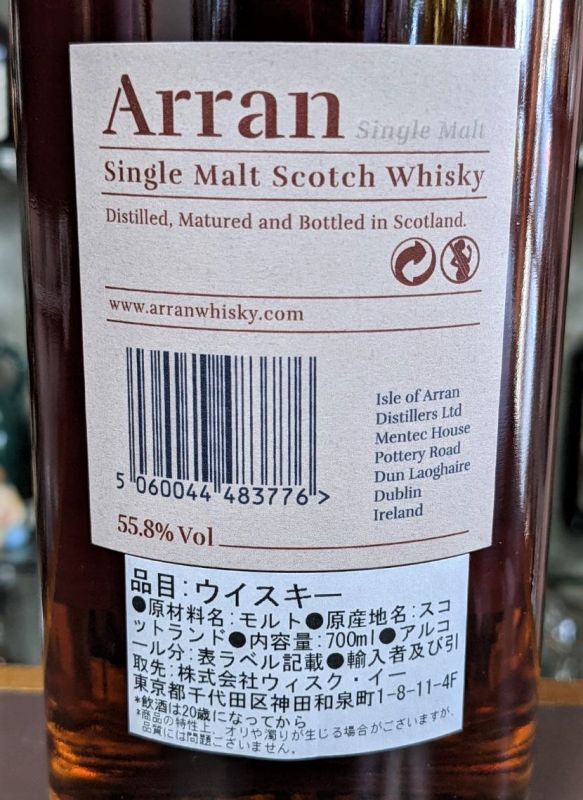 Arran Single Malt
Single Malt Scotch Whisky
Distilled, Matured and Bottled in Scotland.
www.arranwhisky.com
Isle of Arran
Distillers Ltd
Mentec House
Pottery Road
Dun Laoghaire
Dublin
Ireland
5 060044 483776 >
55.8% Vol
品目:ウイスキー
●原材料名:モルト●原産地名:スコ
ットランド●内容量:700ml●アルコ
ール分:表ラベル記載●輸入者及び引
取先:株式会社ウィスク・イー
東京都千代田区神田和泉町1-8-11-4F
*飲酒は20歳になってから
*商品の特性上、オリや濁りが生じる場合がございますが、
品質には問題ございません。